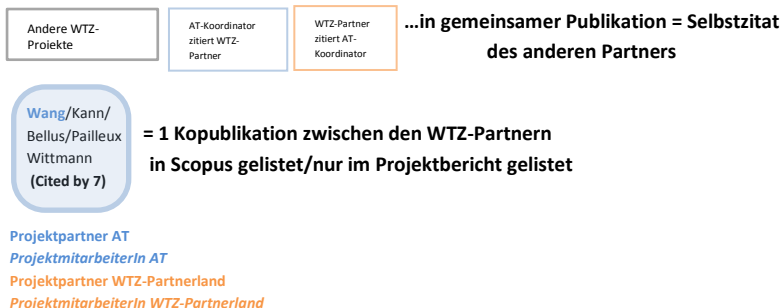 Andere WTZ-
Projekte
AT-Koordinator
zitiert WTZ-
Partner
WTZ-Partner
zitiert AT-
Koordinator
...in gemeinsamer Publikation = Selbstzitat
des anderen Partners
Wang/Kann/
Bellus/Pailleux
Wittmann
(Cited by 7)
= 1 Kopublikation zwischen den WTZ-Partnern
in Scopus gelistet/nur im Projektbericht gelistet
Projektpartner AT
ProjektmitarbeiterIn AT
Projektpartner WTZ-Partnerland
ProjektmitarbeiterIn WTZ-Partnerland